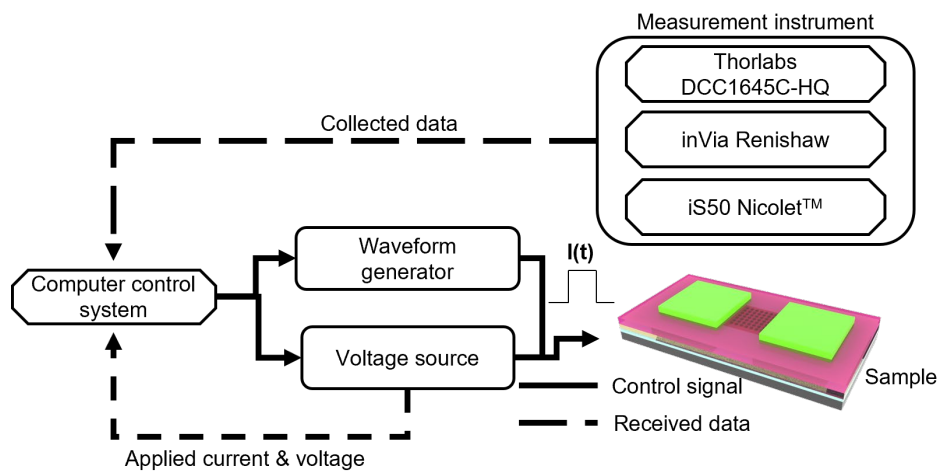 Measurement instrument
Thorlabs
DCC1645C-HQ
Collected data
inVia Renishaw
iS50 Nicolet™
Waveform
generator
I(t)
Computer control
system
Voltage source
Sample
Control signal
Received data
Applied current & voltage